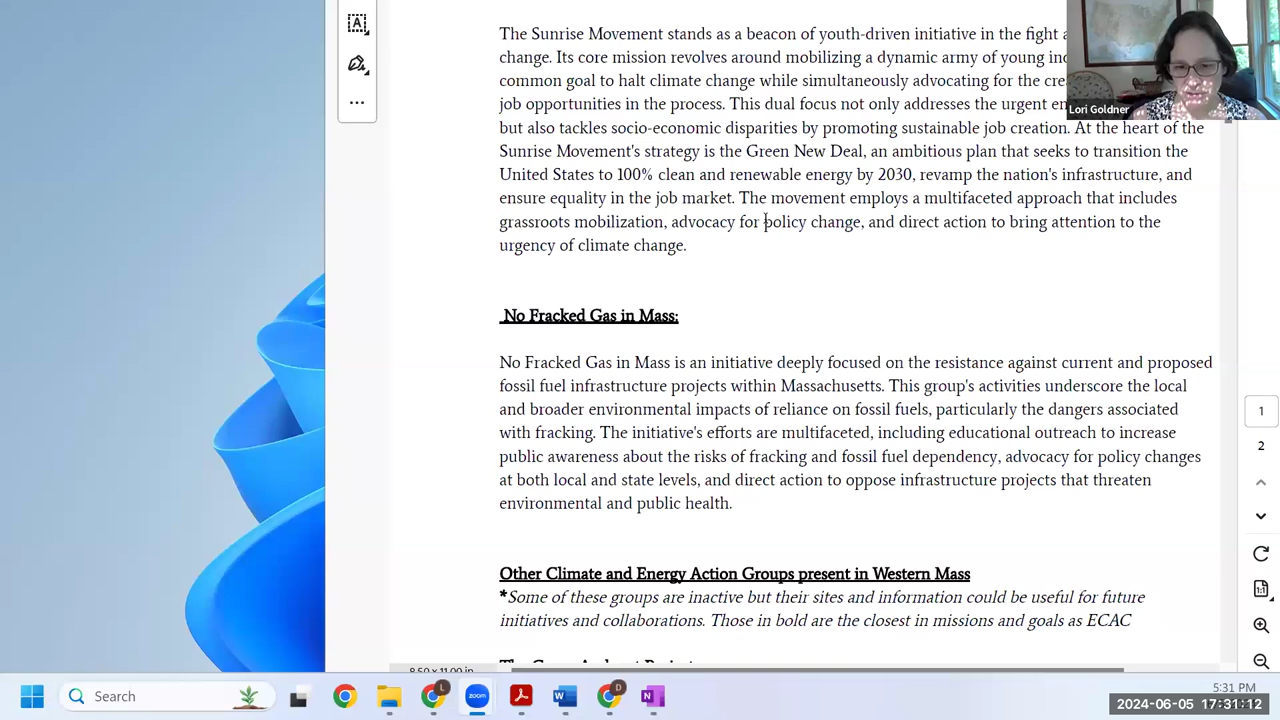 The Sunrise Movement stands as a beacon of youth-driven initiative in the fight
change. Its core mission revolves around mobilizing a dynamic army of young
common goal to halt climate change while simultaneously advocating for the
job opportunities in the process. This dual focus not only addresses the urgent
but also tackles socio-economic disparities by promoting sustainable job creation. At the heart of the
Sunrise Movement's strategy is the Green New Deal, an ambitious plan that seeks to transition the
United States to 100% clean and renewable energy by 2030, revamp the nation's infrastructure, and
ensure equality in the job market. The movement employs a multifaceted approach that includes
grassroots mobilization, advocacy for policy change, and direct action to bring attention to the
urgency of climate change.
Lori Goldner
No Fracked Gas in Mass:
No Fracked Gas in Mass is an initiative deeply focused on the resistance against current and proposed
fossil fuel infrastructure projects within Massachusetts. This group's activities underscore the local
and broader environmental impacts of reliance on fossil fuels, particularly the dangers associated
with fracking. The initiative's efforts are multifaceted, including educational outreach to increase
public awareness about the risks of fracking and fossil fuel dependency, advocacy for policy changes
at both local and state levels, and direct action to oppose infrastructure projects that threaten
environmental and public health.
Other Climate and Energy Action Groups present in Western Mass
*Some of these groups are inactive but their sites and information could be useful for future
initiatives and collaborations. Those in bold are the closest in missions and goals as ECAC
1
2
1:1
8.50 x 11.00 in
Search
zoom
L
D
W
N
5:31 PM
2024-06-05 17:31:12